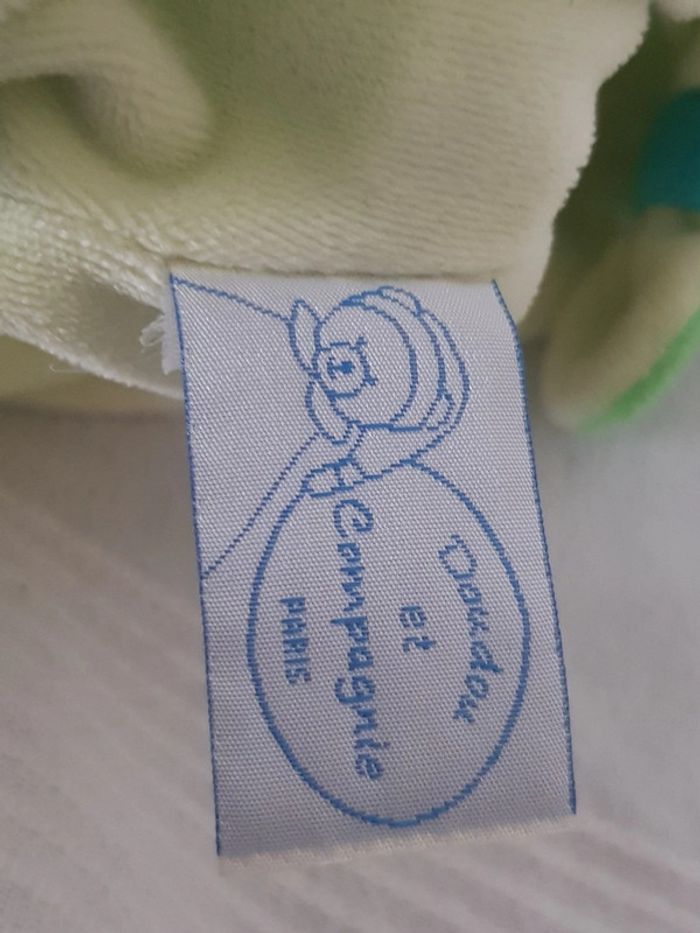 Doudou
et
Compagnie
PARIS